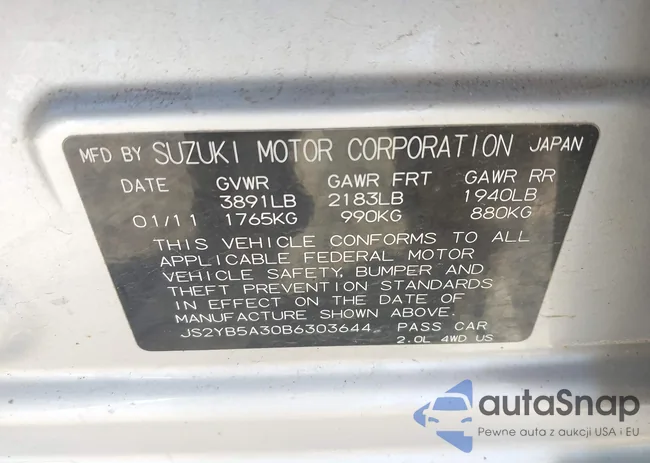 MFD BY SUZUKI MOTOR CORPORATION JAPAN
DATE GVWR GAWR FRT GAWR RR
3891LB 2183LB 1940LB
01/11 1765KG 990KG 880KG
THIS VEHICLE CONFORMS TO ALL
APPLICABLE FEDERAL MOTOR
VEHICLE SAFETY, BUMPER AND
THEFT PREVENTION STANDARDS
IN EFFECT ON THE DATE OF
MANUFACTURE SHOWN ABOVE.
JS2YB5A30B6303644 PASS CAR
2.0L 4WD US
autoSnap
Pewne auta z aukcji USA i EU